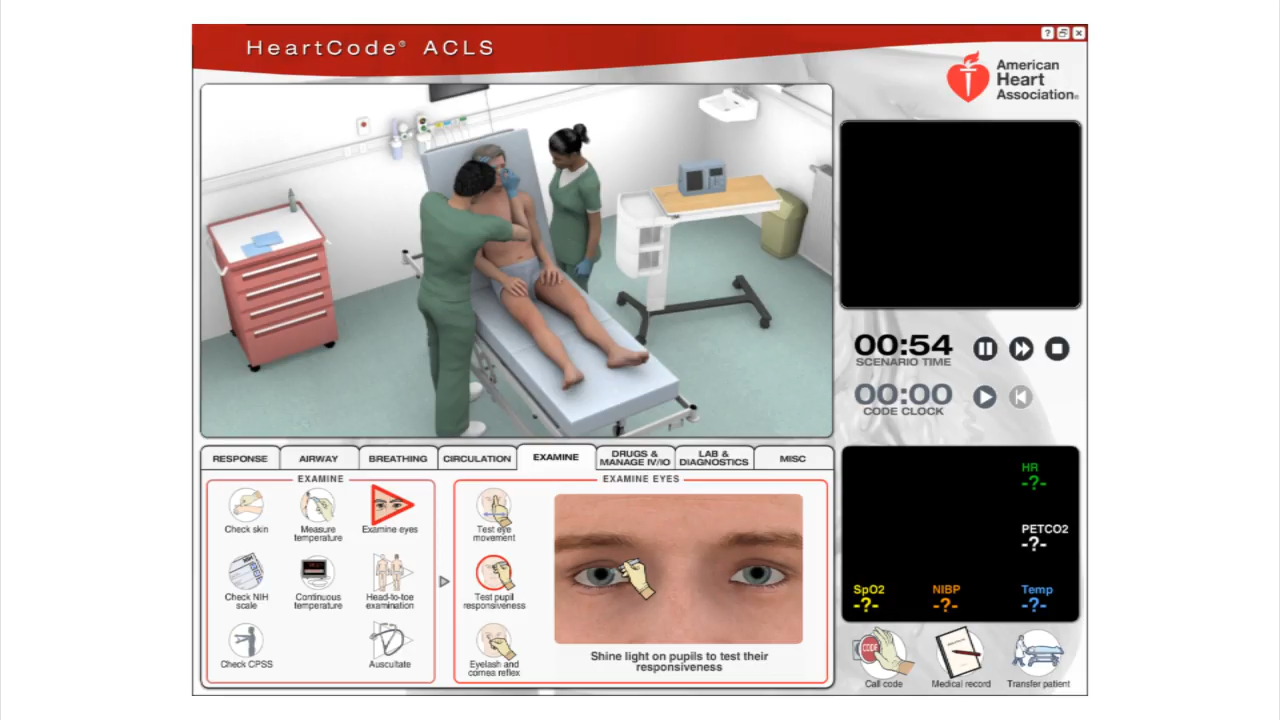 HeartCode® ACLS
American
Heart
Association®
00:54
SCENARIO TIME
00:00
CODE CLOCK
RESPONSE
AIRWAY
BREATHING
CIRCULATION
EXAMINE
DRUGS &
MANAGE IV/IO
LAB &
DIAGNOSTICS
MISC
EXAMINE
Check skin
Measure
temperature
Examine eyes
Check NIH
scale
Continuous
temperature
Head-to-toe
examination
Check CPSS
Auscultate
EXAMINE EYES
Test eye
movement
Test pupil
responsiveness
Eyelash and
cornea reflex
Shine light on pupils to test their
responsiveness
HR
-?-
PETCO2
-?-
SpO2
-?-
NIBP
-?-
Temp
-?-
CODE
Call code
Medical record
Transfer patient